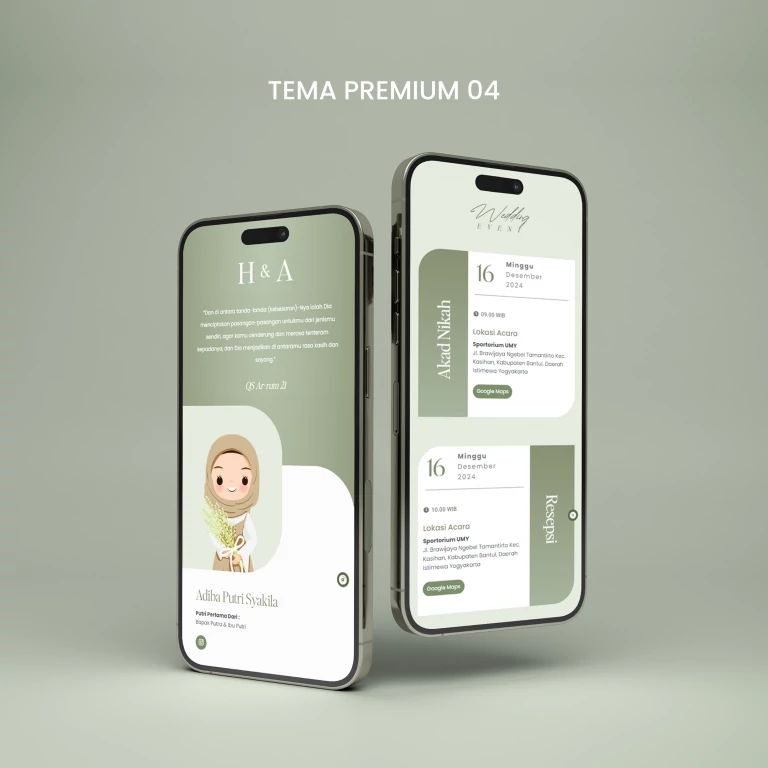 TEMA PREMIUM 04
H & A
"Dan di antara tanda-tanda (kebesaran)-Nya ialah Dia
menciptakan pasangan-pasangan untukmu dari jenismu
sendiri, agar kamu cenderung dan merasa tenteram
kepadanya, dan Dia menjadikan di antaramu rasa kasih dan
sayang."
QS Ar-rum 21
Adiba Putri Syakila
Putri Pertama Dari :
Bapak Putra & Ibu Putri
Wedding
EVENT
Akad Nikah
16
Minggu
Desember
2024
09.00 WIB
Lokasi Acara
Sportorium UMY
Jl. Brawijaya Ngebel Tamantirto Kec.
Kasihan, Kabupaten Bantul, Daerah
Istimewa Yogyakarta
Google Maps
16
Minggu
Desember
2024
10.00 WIB
Lokasi Acara
Sportorium UMY
Jl. Brawijaya Ngebel Tamantirto Kec.
Kasihan, Kabupaten Bantul, Daerah
Istimewa Yogyakarta
Google Maps
Resepsi